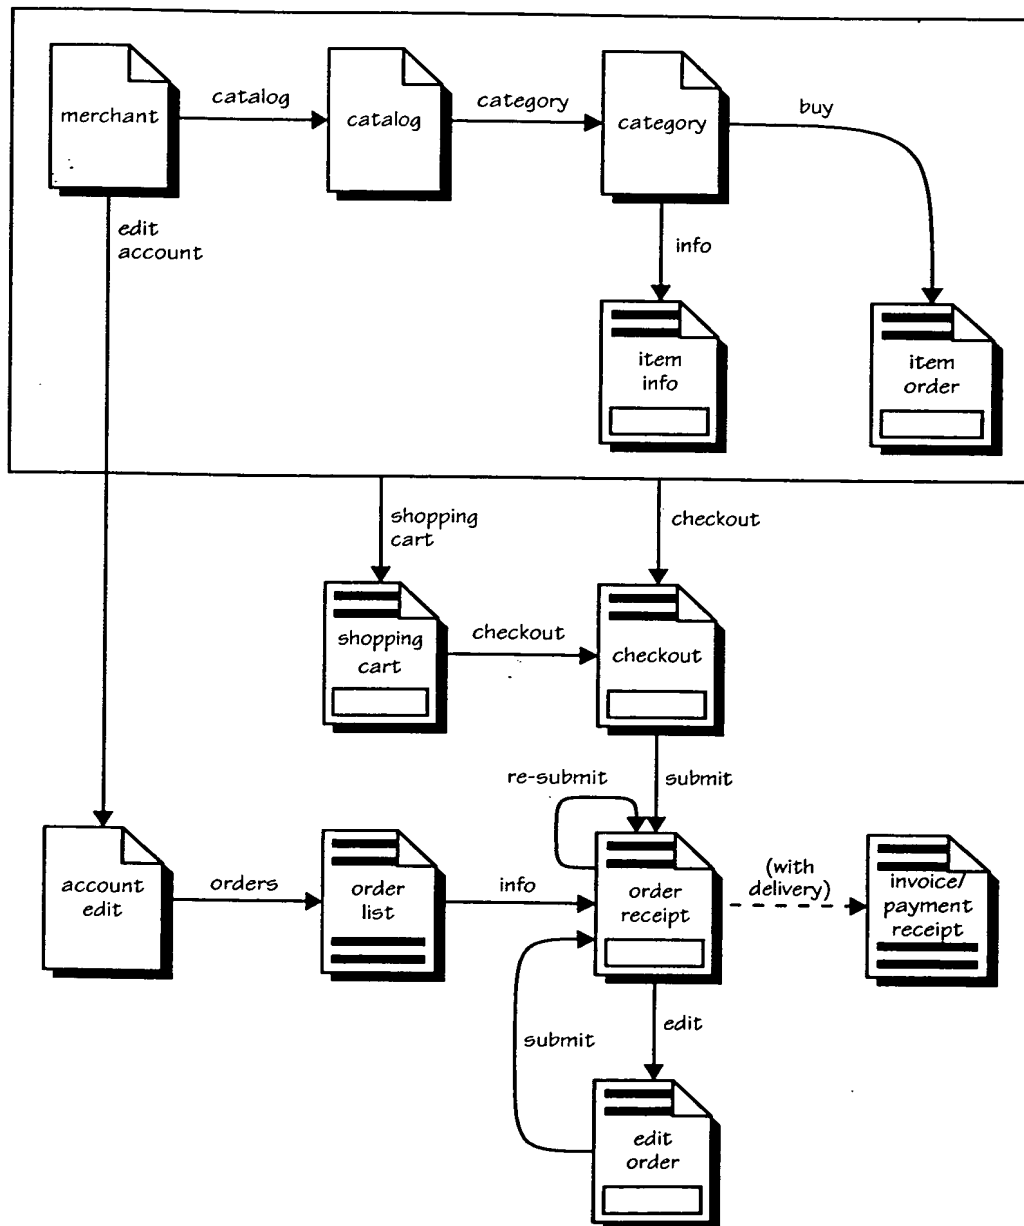 merchant
catalog
catalog
category
category
buy
edit
account
info
item
info
item
order
shopping
cart
checkout
shopping
cart
checkout
checkout
re-submit
submit
account
edit
orders
order
list
info
order
receipt
(with
delivery)
invoice/
payment
receipt
submit
edit
edit
order